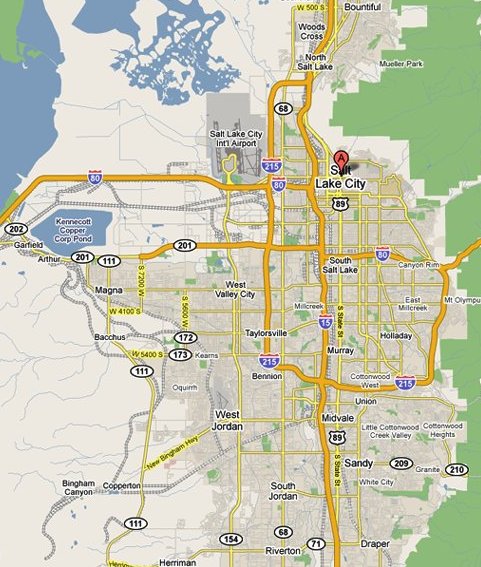 W 500 S
Bountiful
Woods
Cross
North
Salt Lake
Mueller Park
68
Salt Lake City
Int'l Airport
A
215
Salt
Lake City
80
80
89
202
Kennecott
Copper
Corp Pond
Garfield
Arthur
201
111
201
South
Salt Lake
80
Canyon Rim
Magna
S 7200 W
S 5600 W
West
Valley City
Millcreek
East
Millcreek
Mt Olympu
W 4100 S
15
S State St
Bacchus
172
Taylorsville
Holladay
W 5400 S
173
Kearns
Murray
111
215
Bennion
Cottonwood
West
215
Oquirrh
Union
West
Jordan
Midvale
Little Cottonwood
Creek Valley
Cottonwood
Heights
89
New Bingham Hwy
S State St
Sandy
209
Granite
210
White City
Bingham
Canyon
Copperton
South
Jordan
111
154
68
71
Draper
Riverton
Herriman
Herrim